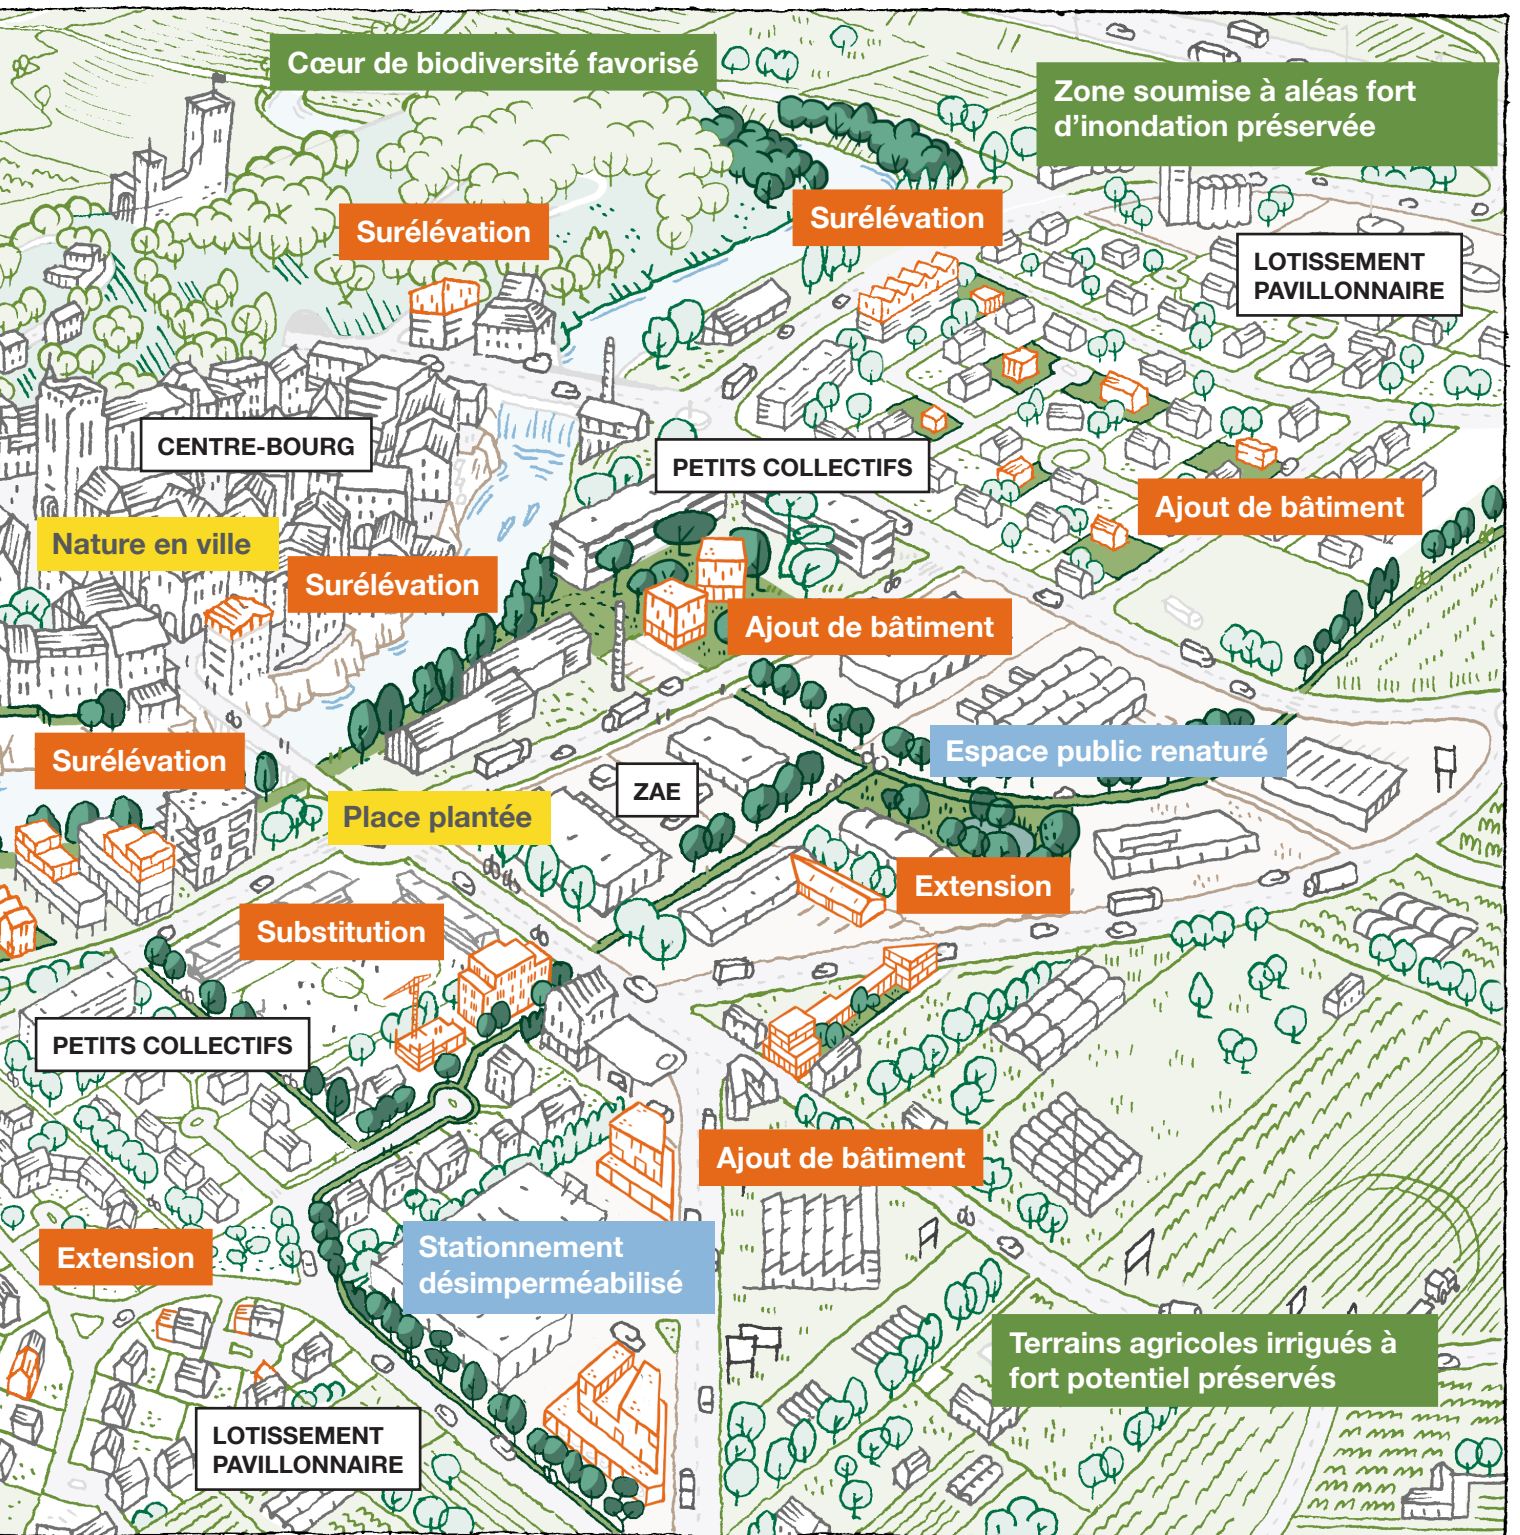 Cœur de biodiversité favorisé
Zone soumise à aléas fort
d'inondation préservée
Surélévation
Surélévation
LOTISSEMENT
PAVILLONNAIRE
CENTRE-BOURG
PETITS COLLECTIFS
Ajout de bâtiment
Nature en ville
Surélévation
Ajout de bâtiment
Espace public renaturé
Surélévation
ZAE
Place plantée
Extension
Substitution
PETITS COLLECTIFS
Ajout de bâtiment
Extension
Stationnement
désimperméabilisé
Terrains agricoles irrigués à
fort potentiel préservés
LOTISSEMENT
PAVILLONNAIRE